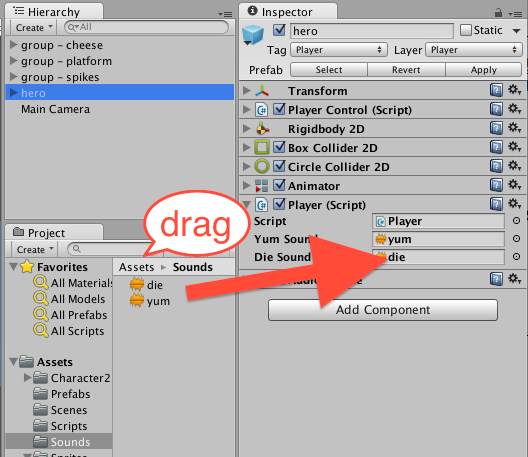 Hierarchy
Create
All
group – cheese
group – platform
group – spikes
hero
Main Camera
Project
Create
Favorites
All Materials
All Models
All Prefabs
All Scripts
Assets
Character2
Prefabs
Scenes
Scripts
Sounds
Assets Sounds
die
yum
drag
Inspector
hero
Static
Tag Player Layer Player
Prefab Select Revert Apply
Transform
Player Control (Script)
Rigidbody 2D
Box Collider 2D
Circle Collider 2D
Animator
Player (Script)
Script Player
Yum Sound yum
Die Sound die
Add Component